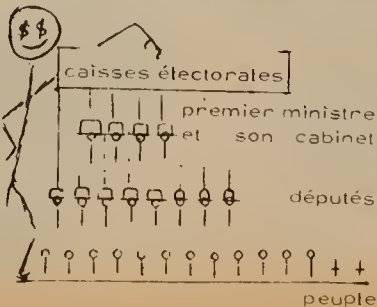 $ $
caisses électorales
premier ministre
et son cabinet
députés
peuple